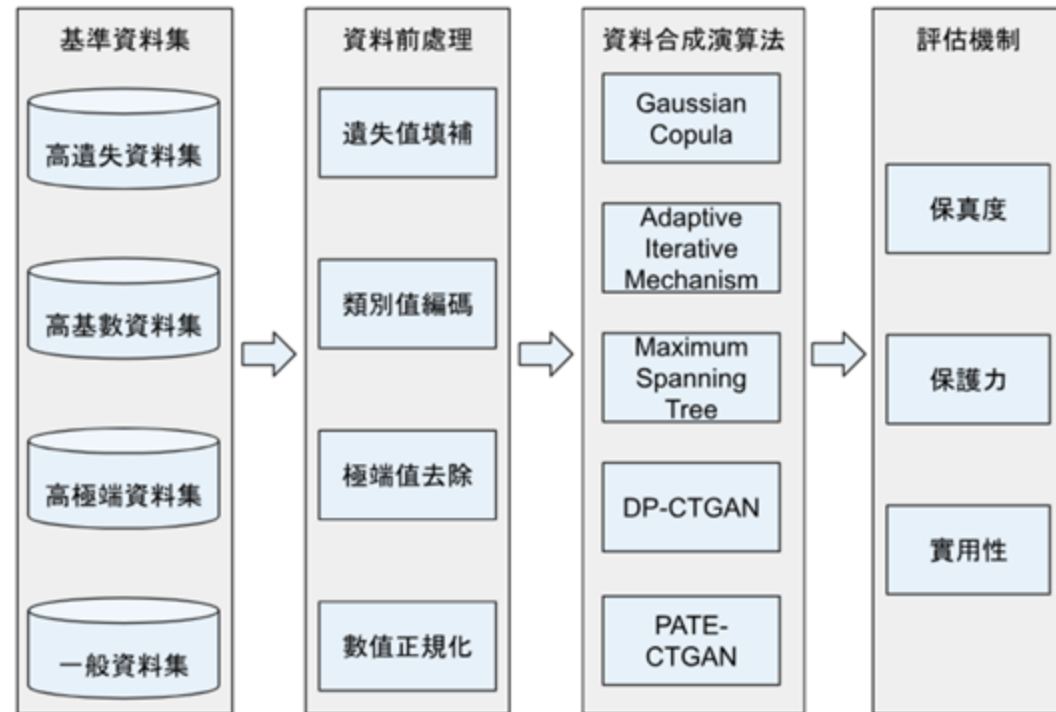 基準資料集
高遺失資料集
高基數資料集
高極端資料集
一般資料集
資料前處理
遺失值填補
類別值編碼
極端值去除
數值正規化
資料合成演算法
Gaussian
Copula
Adaptive
Iterative
Mechanism
Maximum
Spanning
Tree
DP-CTGAN
PATE-
CTGAN
評估機制
保真度
保護力
實用性